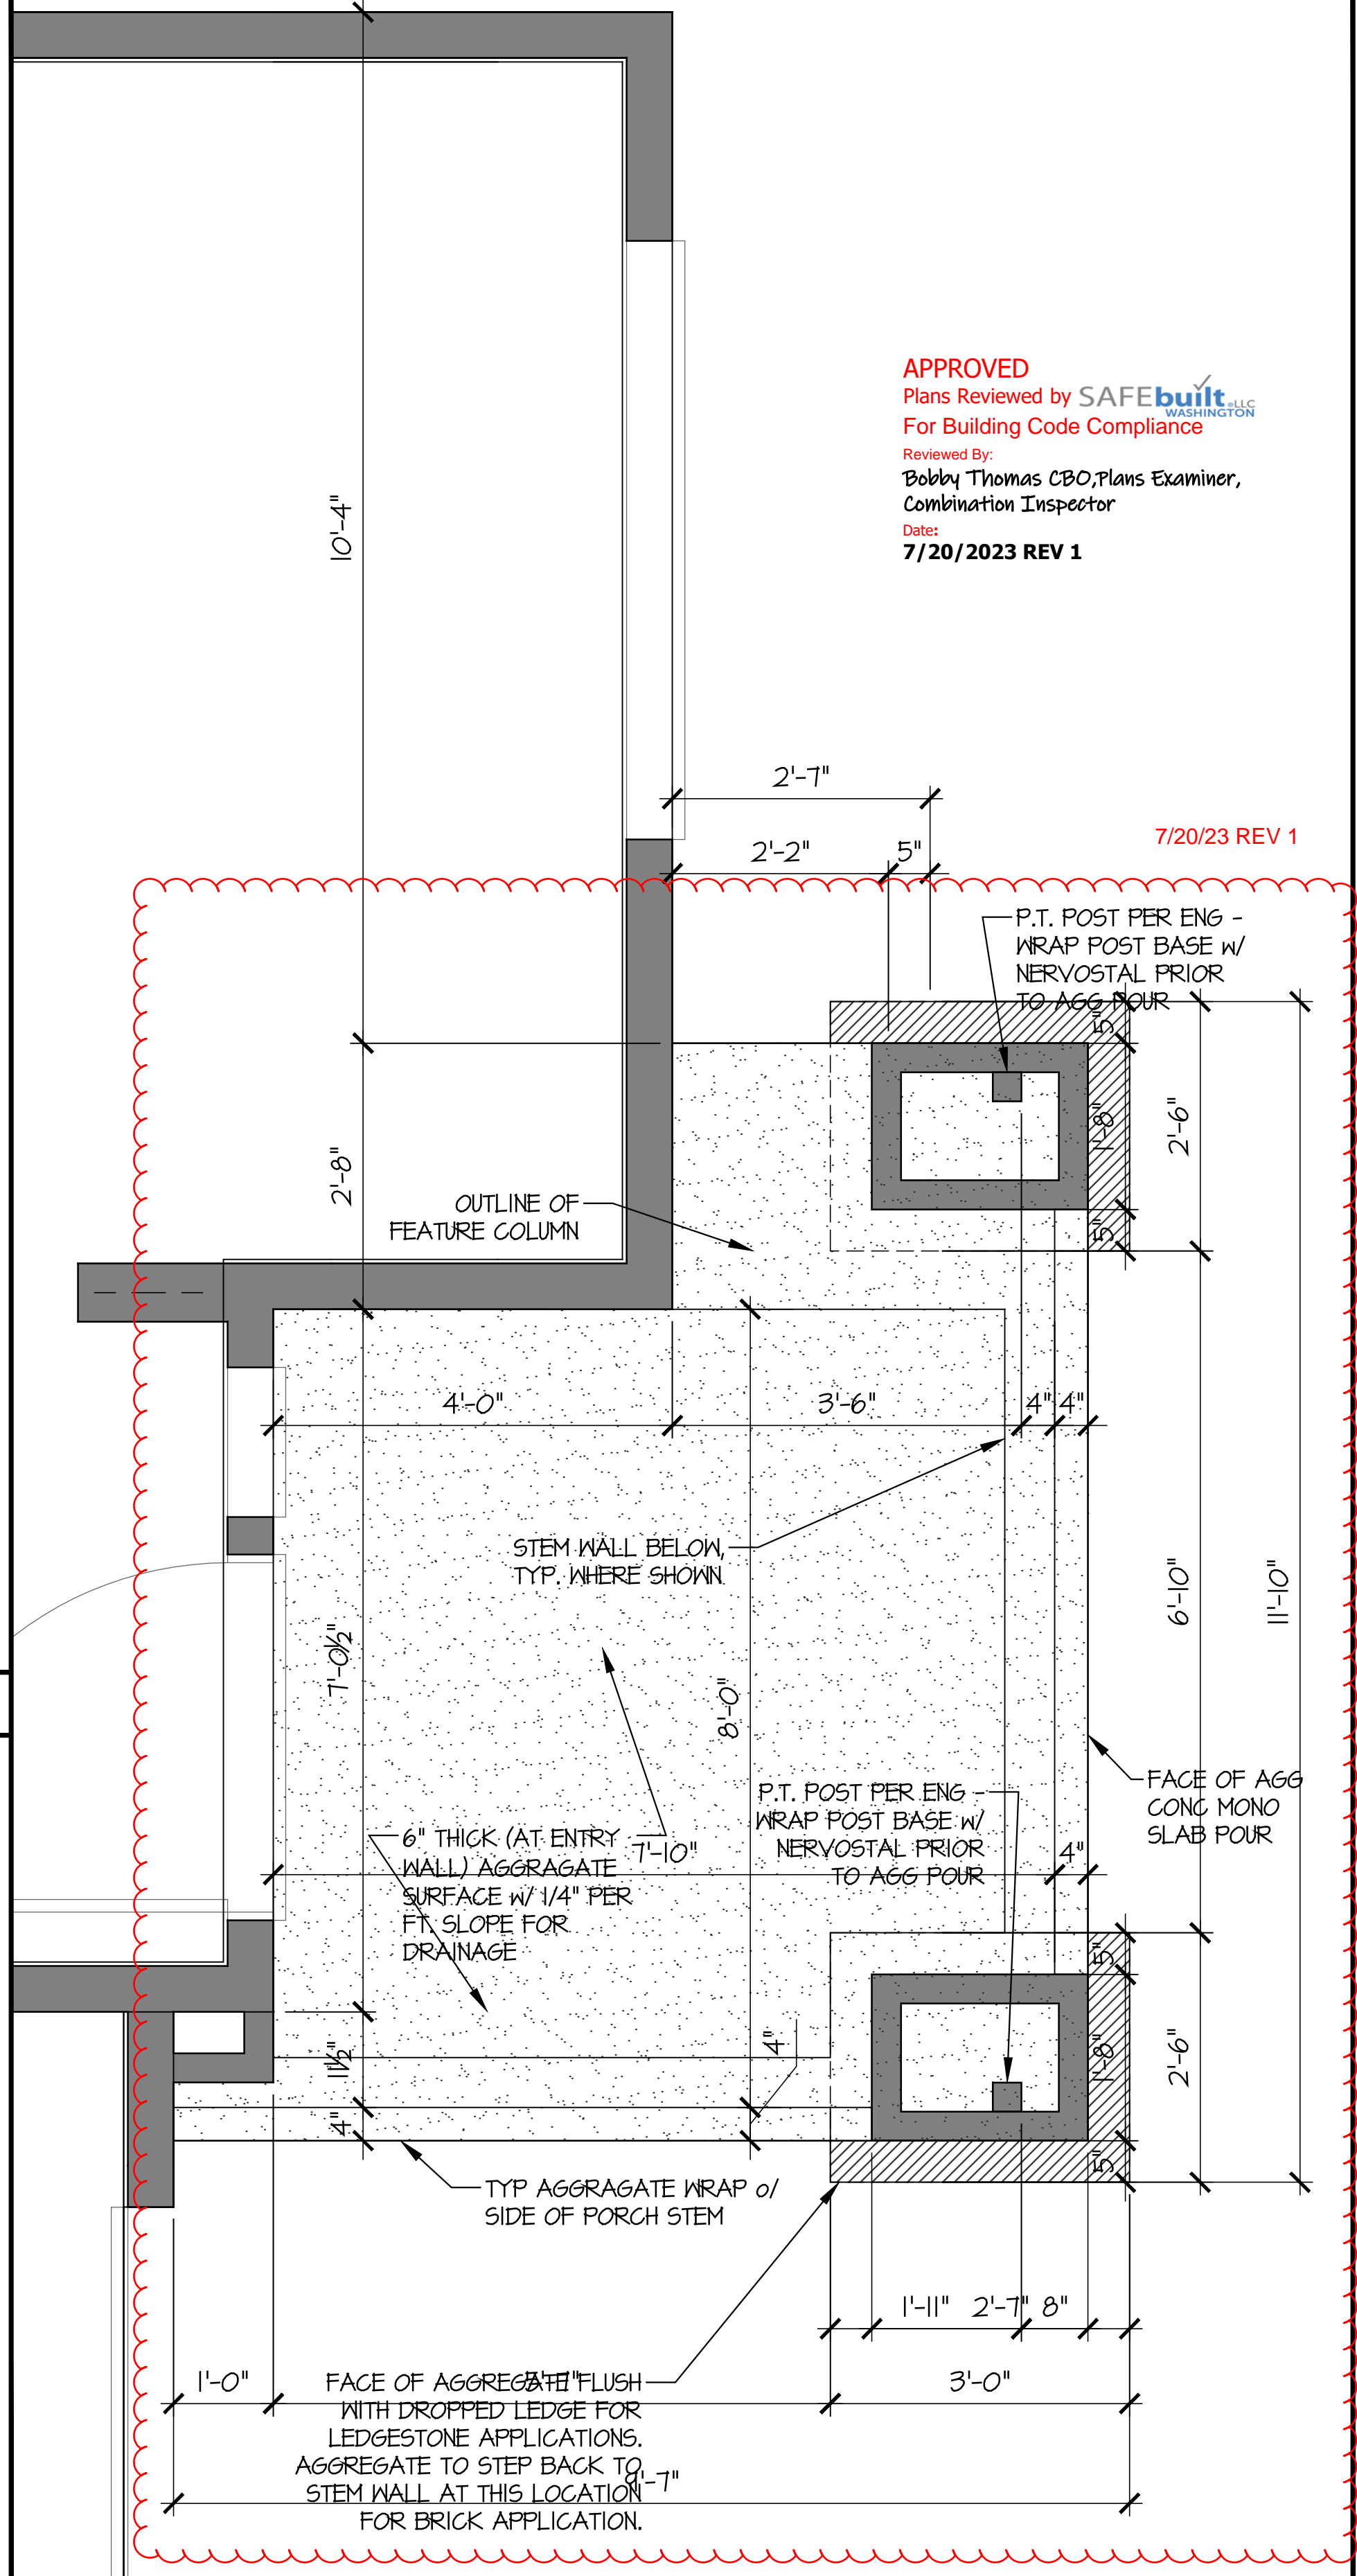 APPROVED
Plans Reviewed by SAFEbuilt LLC
WASHINGTON
For Building Code Compliance
Reviewed By:
Bobby Thomas CBO,Plans Examiner,
Combination Inspector
Date:
7/20/2023 REV 1
10'-4"
2'-7"
7/20/23 REV 1
2'-2" 5"
P.T. POST PER ENG -
WRAP POST BASE w/
NERVOSTAL PRIOR
TO AGG POUR
5"
1'-8"
2'-6"
5"
2'-8"
OUTLINE OF
FEATURE COLUMN
4'-0" 3'-6" 4" 4"
STEM WALL BELOW,
TYP. WHERE SHOWN
6'-10"
11'-10"
7'-0½"
8'-0"
FACE OF AGG
CONC MONO
SLAB POUR
P.T. POST PER ENG -
WRAP POST BASE w/
NERVOSTAL PRIOR
TO AGG POUR
6" THICK (AT ENTRY
WALL) AGGRAGATE
SURFACE w/ 1/4" PER
FT. SLOPE FOR
DRAINAGE
7'-10"
4"
5"
1'-8"
2'-6"
5"
11½"
4"
4"
TYP AGGRAGATE WRAP o/
SIDE OF PORCH STEM
1'-11" 2'-7" 8"
1'-0"
3'-0"
FACE OF AGGREGATE FLUSH
WITH DROPPED LEDGE FOR
LEDGESTONE APPLICATIONS.
AGGREGATE TO STEP BACK TO
STEM WALL AT THIS LOCATION
FOR BRICK APPLICATION.
9'-7"